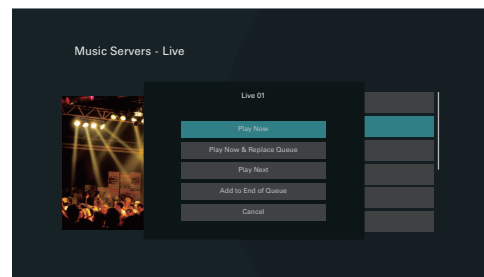 Music Servers - Live
Live 01
Play Now
Play Now & Replace Queue
Play Next
Add to End of Queue
Cancel